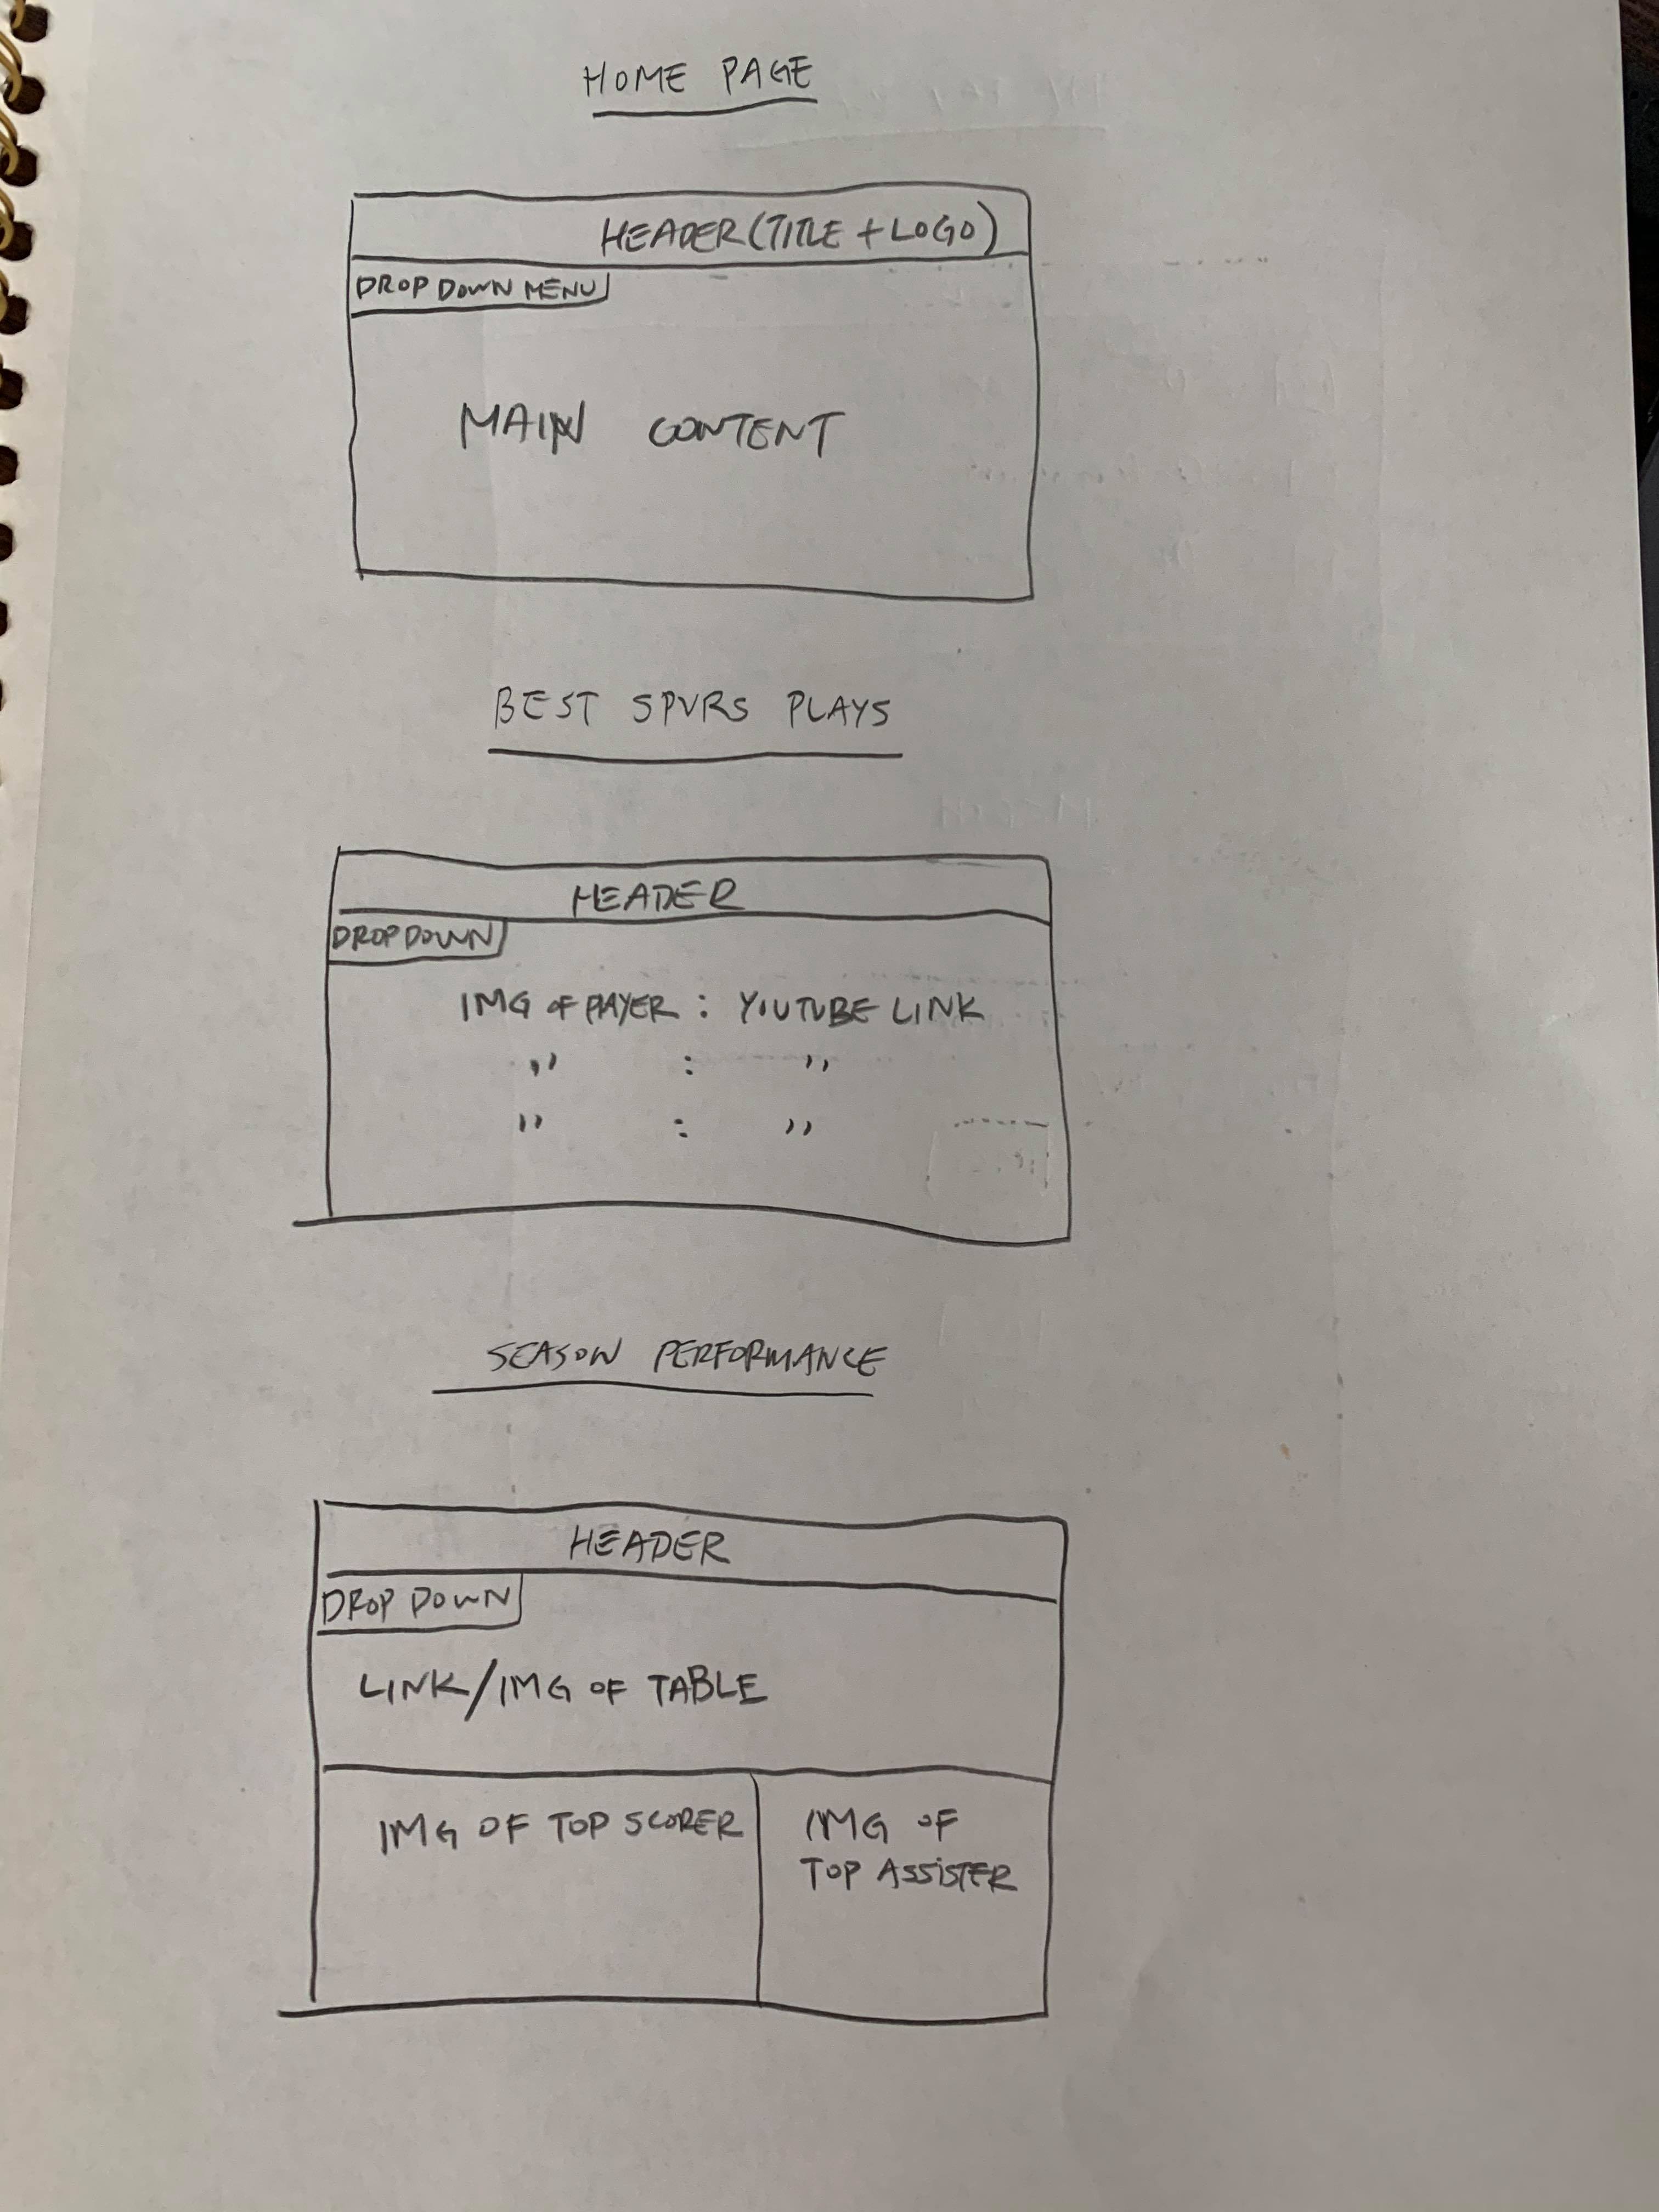 HOME PAGE
HEADER (TITLE + LOGO)
DROP DOWN MENU
MAIN CONTENT
BEST SPURS PLAYS
HEADER
DROPDOWN
IMG OF PLAYER : YOUTUBE LINK
" : "
" : "
SEASON PERFORMANCE
HEADER
DROP DOWN
LINK/IMG OF TABLE
IMG OF TOP SCORER
IMG OF
TOP ASSISTER